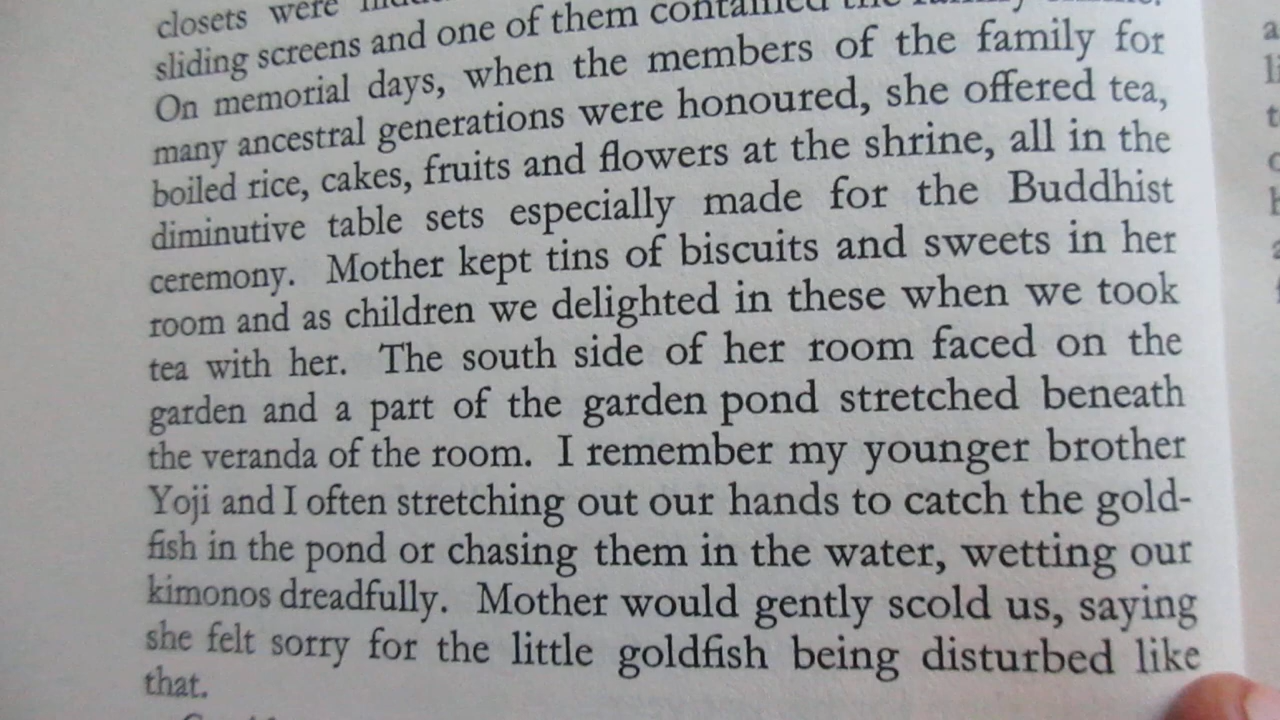 closets were
sliding screens and one of them contained the family
On memorial days, when the members of the family for
many ancestral generations were honoured, she offered tea,
boiled rice, cakes, fruits and flowers at the shrine, all in the
diminutive table sets especially made for the Buddhist
ceremony. Mother kept tins of biscuits and sweets in her
room and as children we delighted in these when we took
tea with her. The south side of her room faced on the
garden and a part of the garden pond stretched beneath
the veranda of the room. I remember my younger brother
Yoji and I often stretching out our hands to catch the gold-
fish in the pond or chasing them in the water, wetting our
kimonos dreadfully. Mother would gently scold us, saying
she felt sorry for the little goldfish being disturbed like
that.